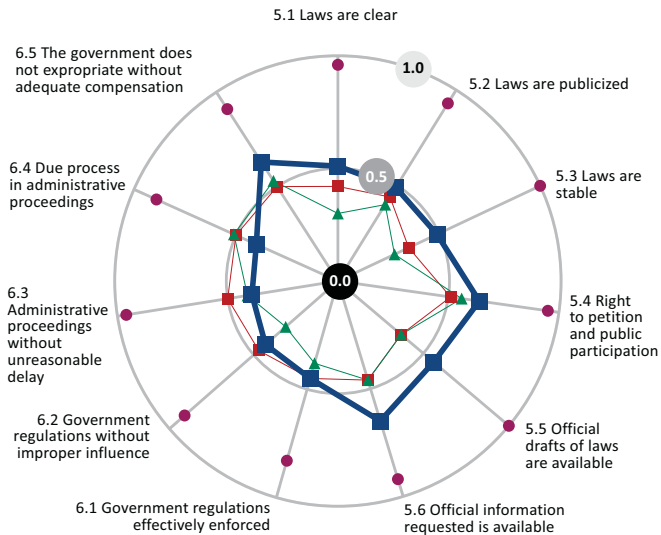 5.1 Laws are clear
1.0
5.2 Laws are publicized
5.3 Laws are
stable
5.4 Right
to petition
and public
participation
5.5 Official
drafts of laws
are available
5.6 Official information
requested is available
6.1 Government regulations
effectively enforced
6.2 Government
regulations without
improper influence
6.3
Administrative
proceedings
without
unreasonable
delay
6.4 Due process
in administrative
proceedings
6.5 The government does
not expropriate without
adequate compensation
0.5
0.0